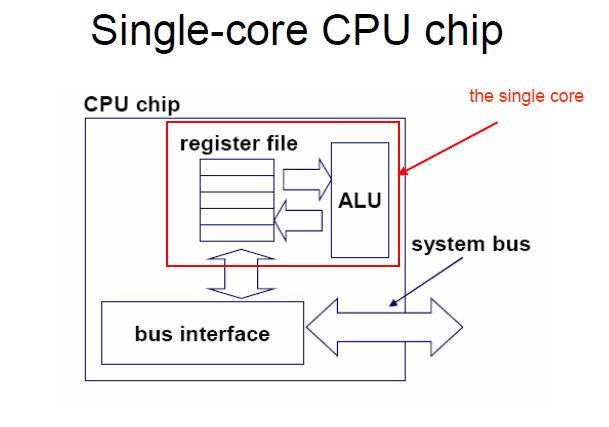 Single-core CPU chip
the single core
CPU chip
register file
ALU
system bus
bus interface